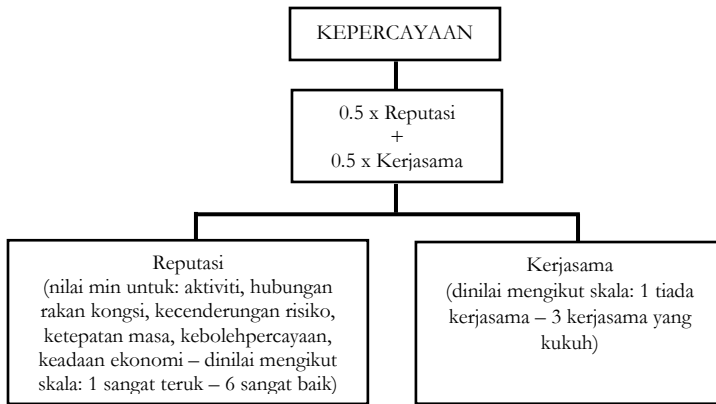 KEPERCAYAAN
0.5 x Reputasi
+
0.5 x Kerjasama
Reputasi
(nilai min untuk: aktiviti, hubungan
rakan kongsi, kecenderungan risiko,
ketepatan masa, kebolehpercayaan,
keadaan ekonomi – dinilai mengikut
skala: 1 sangat teruk – 6 sangat baik)
Kerjasama
(dinilai mengikut skala: 1 tiada
kerjasama – 3 kerjasama yang
kukuh)